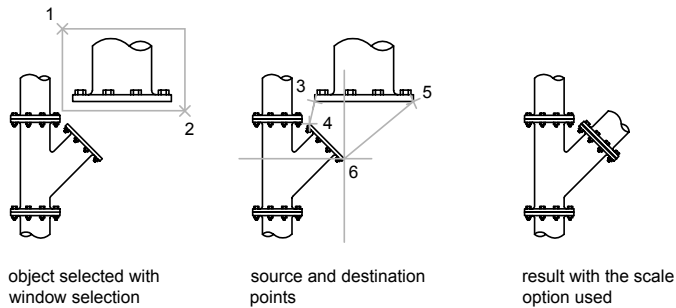 1
2
3
4
5
6
object selected with
window selection
source and destination
points
result with the scale
option used